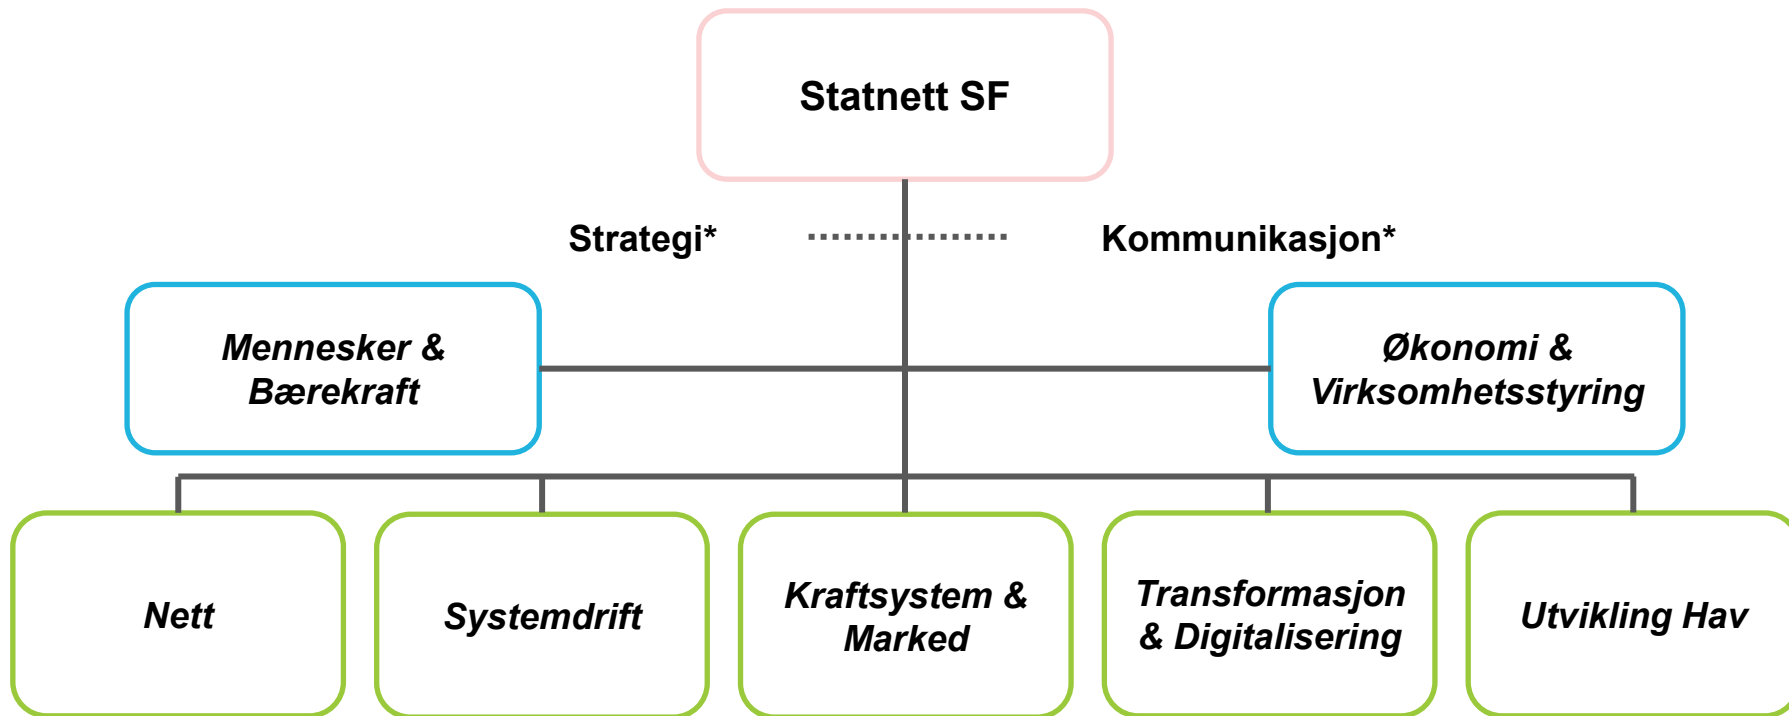 Statnett SF
Strategi*
Kommunikasjon*
Mennesker &
Bærekraft
Økonomi &
Virksomhetsstyring
Nett
Systemdrift
Kraftsystem &
Marked
Transformasjon
& Digitalisering
Utvikling Hav